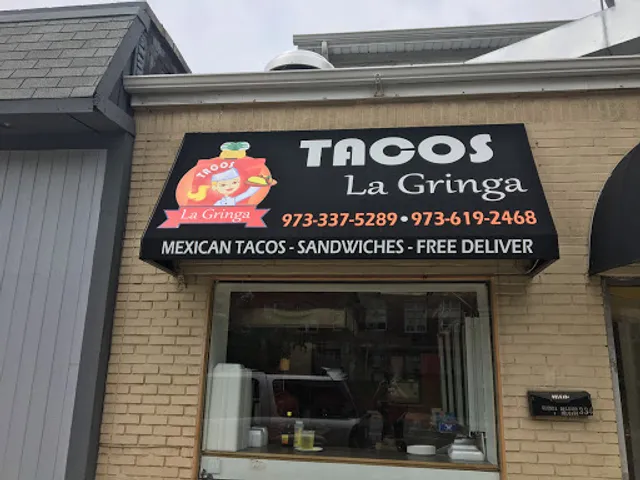 TACOS
La Gringa
TACOS
La Gringa
973-337-5289•973-619-2468
MEXICAN TACOS - SANDWICHES - FREE DELIVER